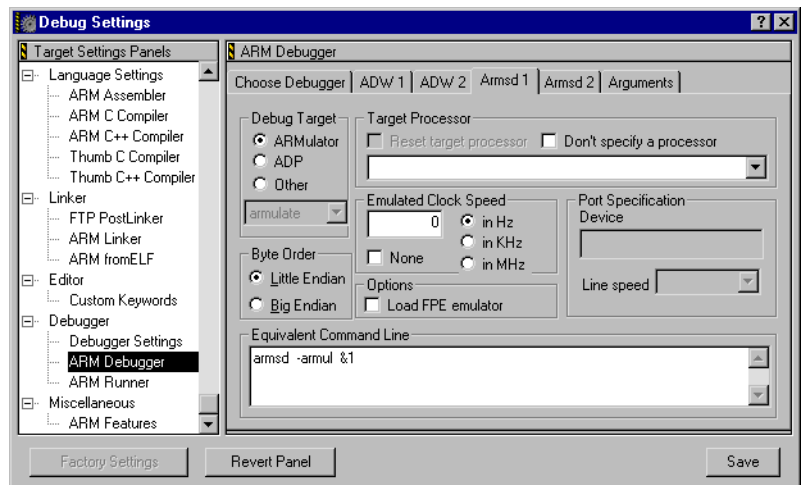 Debug Settings
Target Settings Panels
Language Settings
ARM Assembler
ARM C Compiler
ARM C++ Compiler
Thumb C Compiler
Thumb C++ Compiler
Linker
FTP PostLinker
ARM Linker
ARM fromELF
Editor
Custom Keywords
Debugger
Debugger Settings
ARM Debugger
ARM Runner
Miscellaneous
ARM Features
ARM Debugger
Choose Debugger
ADW 1
ADW 2
Armsd 1
Armsd 2
Arguments
Debug Target
ARMulator
ADP
Other
armulate
Target Processor
Reset target processor
Don't specify a processor
Emulated Clock Speed
0
in Hz
in KHz
in MHz
None
Port Specification
Device
Line speed
Byte Order
Little Endian
Big Endian
Options
Load FPE emulator
Equivalent Command Line
armsd -armul &1
Factory Settings
Revert Panel
Save